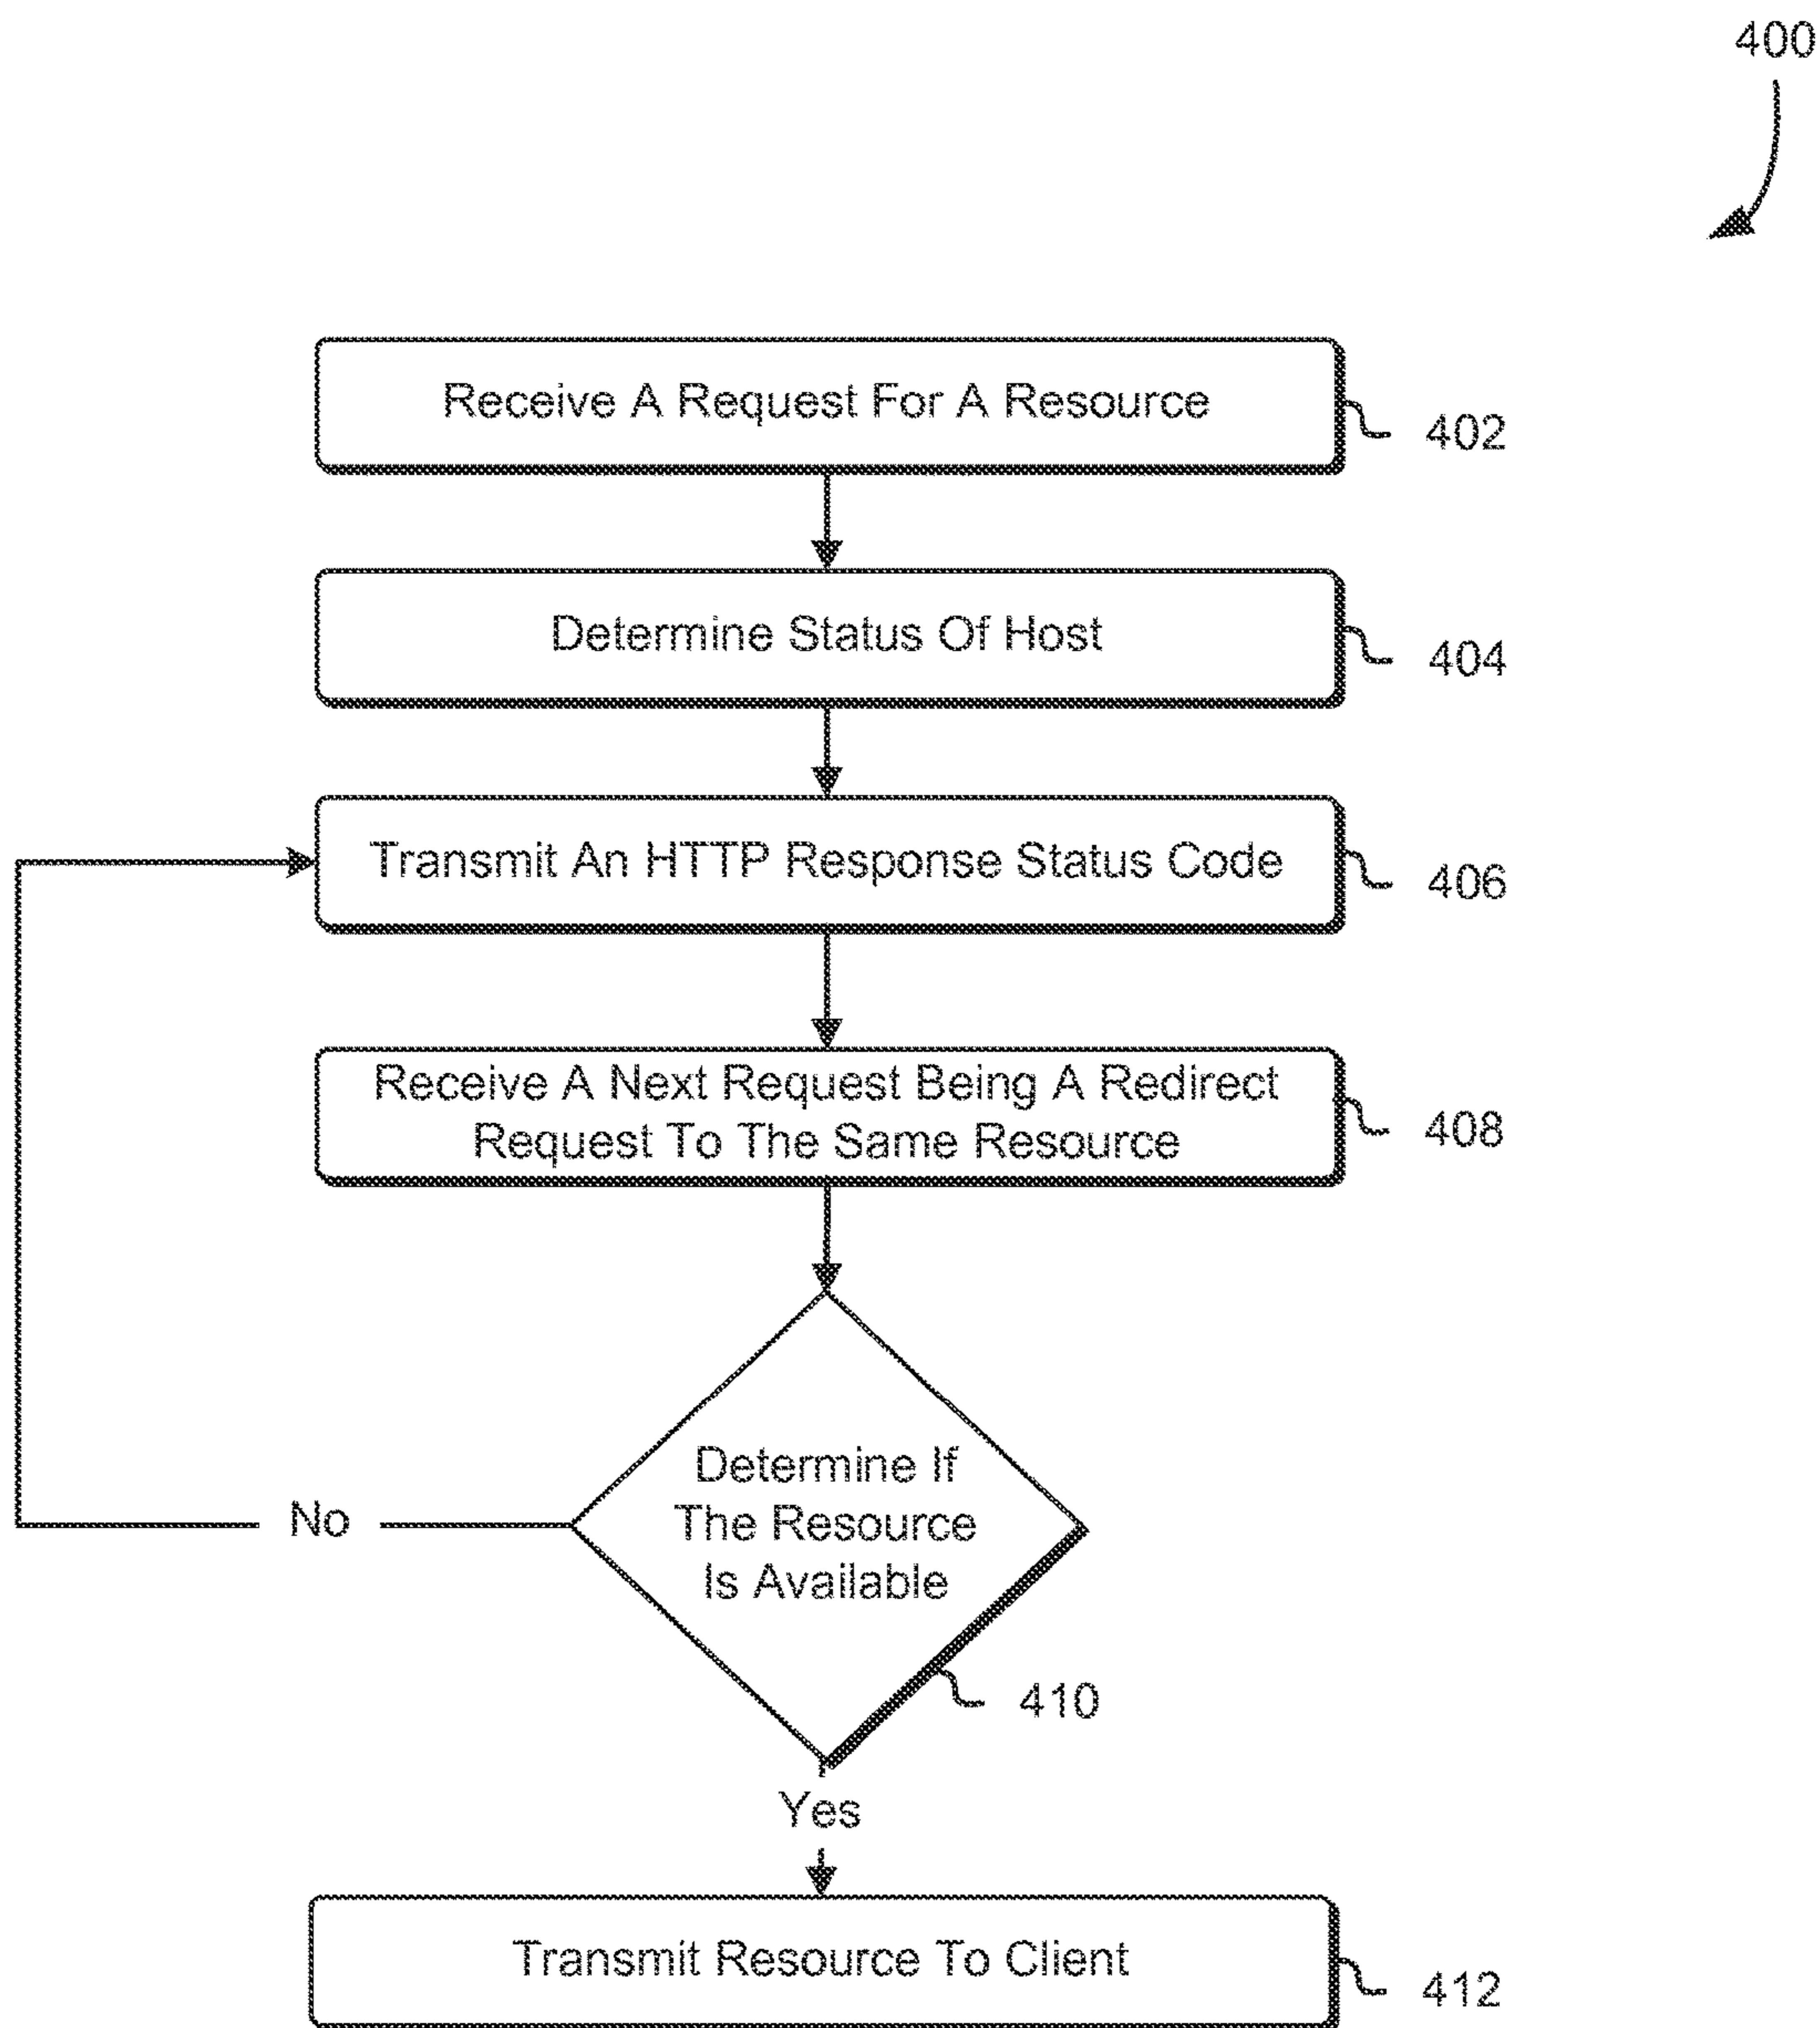 400
Receive A Request For A Resource
402
Determine Status Of Host
404
Transmit An HTTP Response Status Code
406
Receive A Next Request Being A Redirect
Request To The Same Resource
408
Determine If
The Resource
Is Available
No
410
Yes
Transmit Resource To Client
412